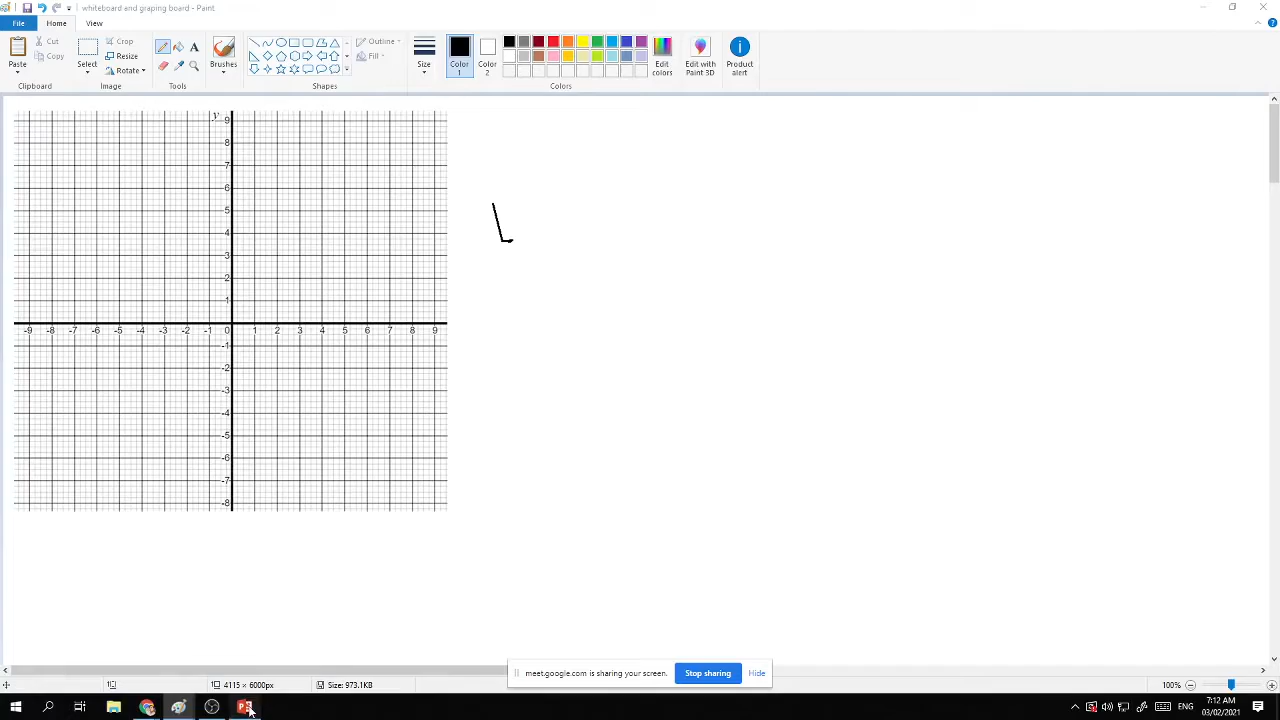 whiteboard and graping board - Paint
File Home View
Paste
Cut
Copy
Clipboard
Select
Crop
Resize
Rotate
Image
A
Tools
Brushes
Outline
Fill
Shapes
Size
Color 1
Color 2
Colors
Edit colors
Edit with Paint 3D
Product alert
y
9
8
7
6
5
4
3
2
1
-9 -8 -7 -6 -5 -4 -3 -2 -1 0 1 2 3 4 5 6 7 8 9
-1
-2
-3
-4
-5
-6
-7
-8
meet.google.com is sharing your screen. Stop sharing Hide
4115 × 6000px Size: 973.1KB 100%
ENG 7:12 AM
03/02/2021